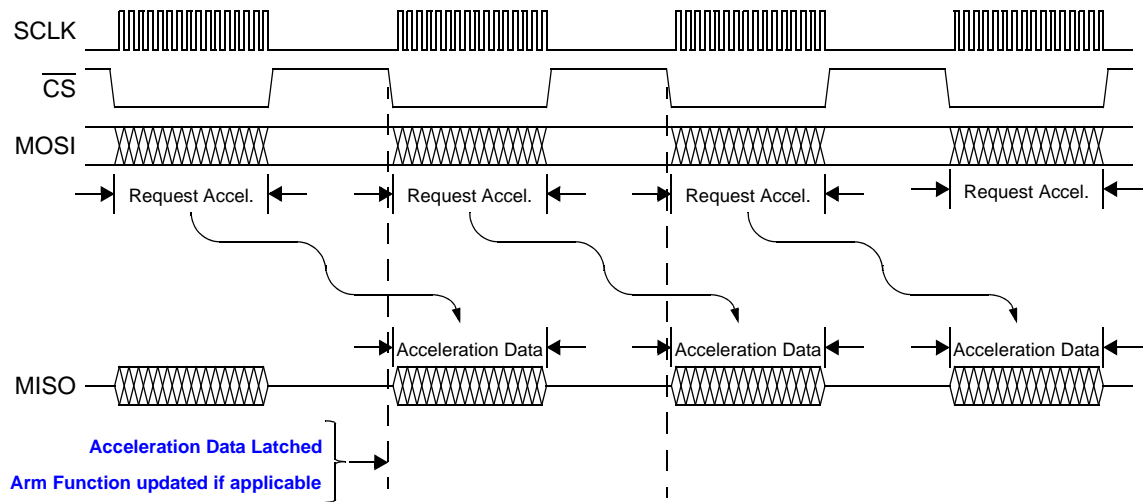 SCLK
CS
MOSI
Request Accel.
Request Accel.
Request Accel.
Request Accel.
Acceleration Data
Acceleration Data
Acceleration Data
MISO
Acceleration Data Latched
Arm Function updated if applicable